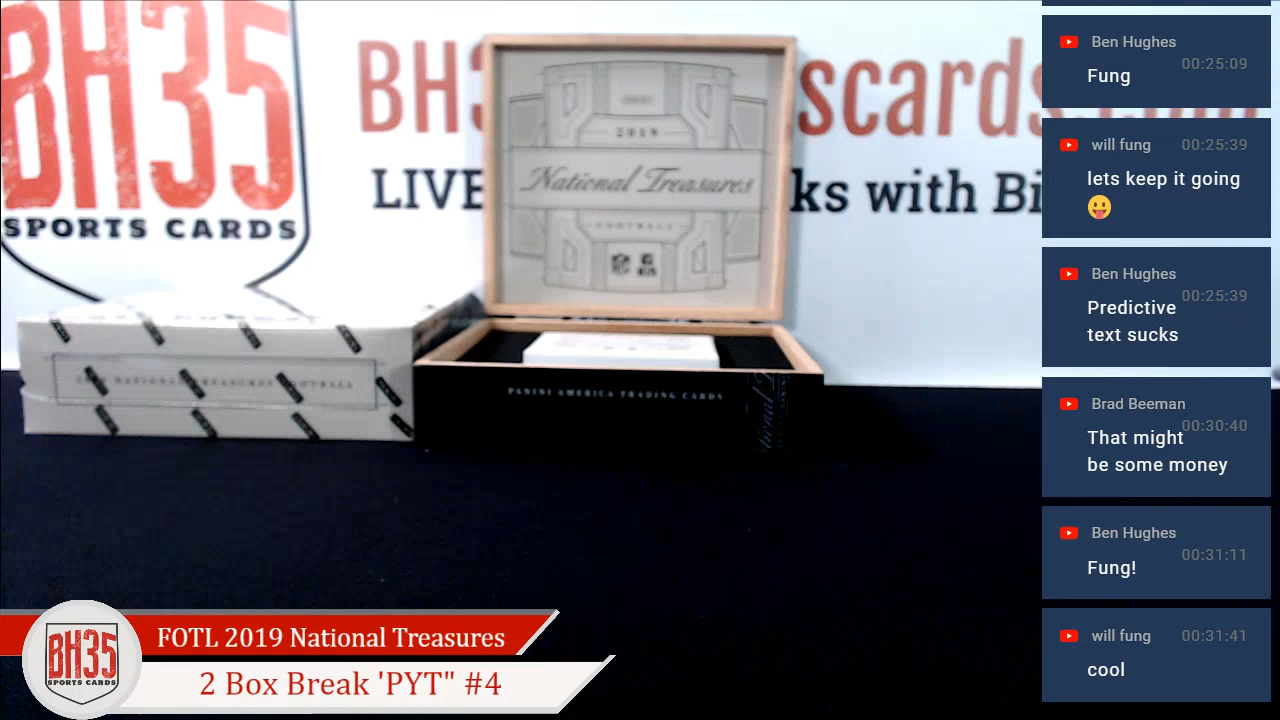 BH35
SPORTS CARDS
BH3
scards.
LIVE
ks with Bi
2019
National Treasures
FOOTBALL
NFL
PANINI AMERICA TRADING CARDS
Ben Hughes
00:25:09
Fung
will fung 00:25:39
lets keep it going
😛
Ben Hughes
00:25:39
Predictive
text sucks
Brad Beeman
00:30:40
That might
be some money
Ben Hughes
00:31:11
Fung!
will fung 00:31:41
cool
BH35
SPORTS CARDS
FOTL 2019 National Treasures
2 Box Break 'PYT" #4